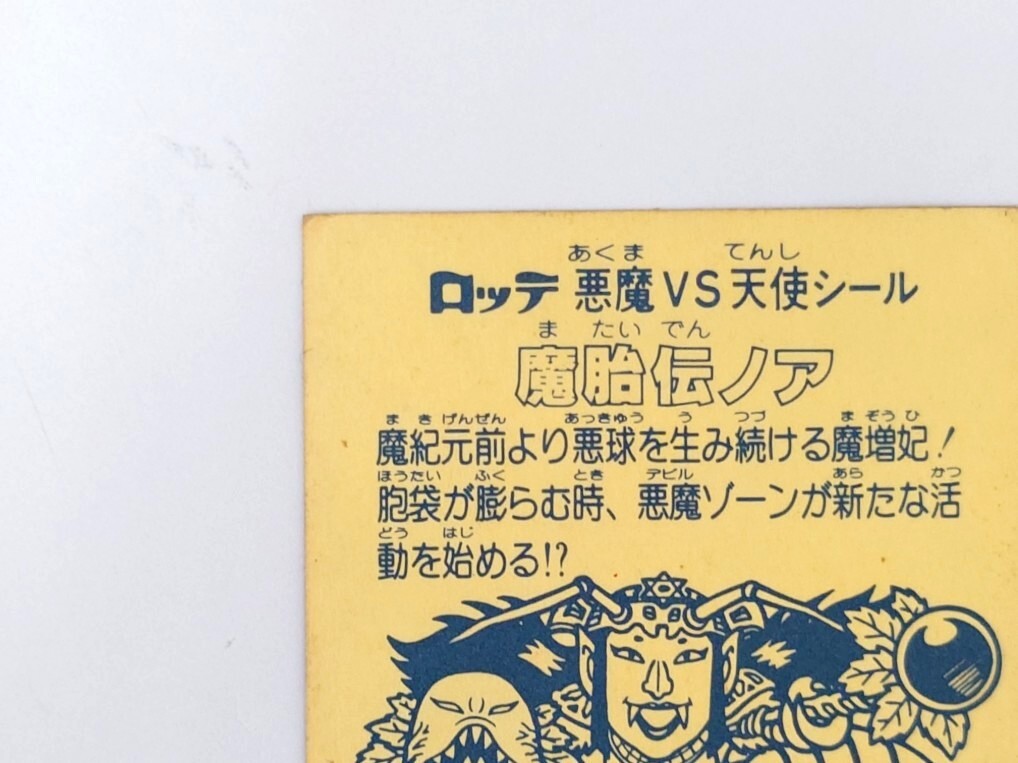 あくま てんし
ロッテ 悪魔VS天使シール
ま たい でん
魔胎伝ノア
ま き げんぜん あっきゅう う つづ ま ぞう ひ
魔紀元前より悪球を生み続ける魔増妃!
ほうたい ふく とき デビル あら かつ
胞袋が膨らむ時、悪魔ゾーンが新たな活
どう はじ
動を始める!?